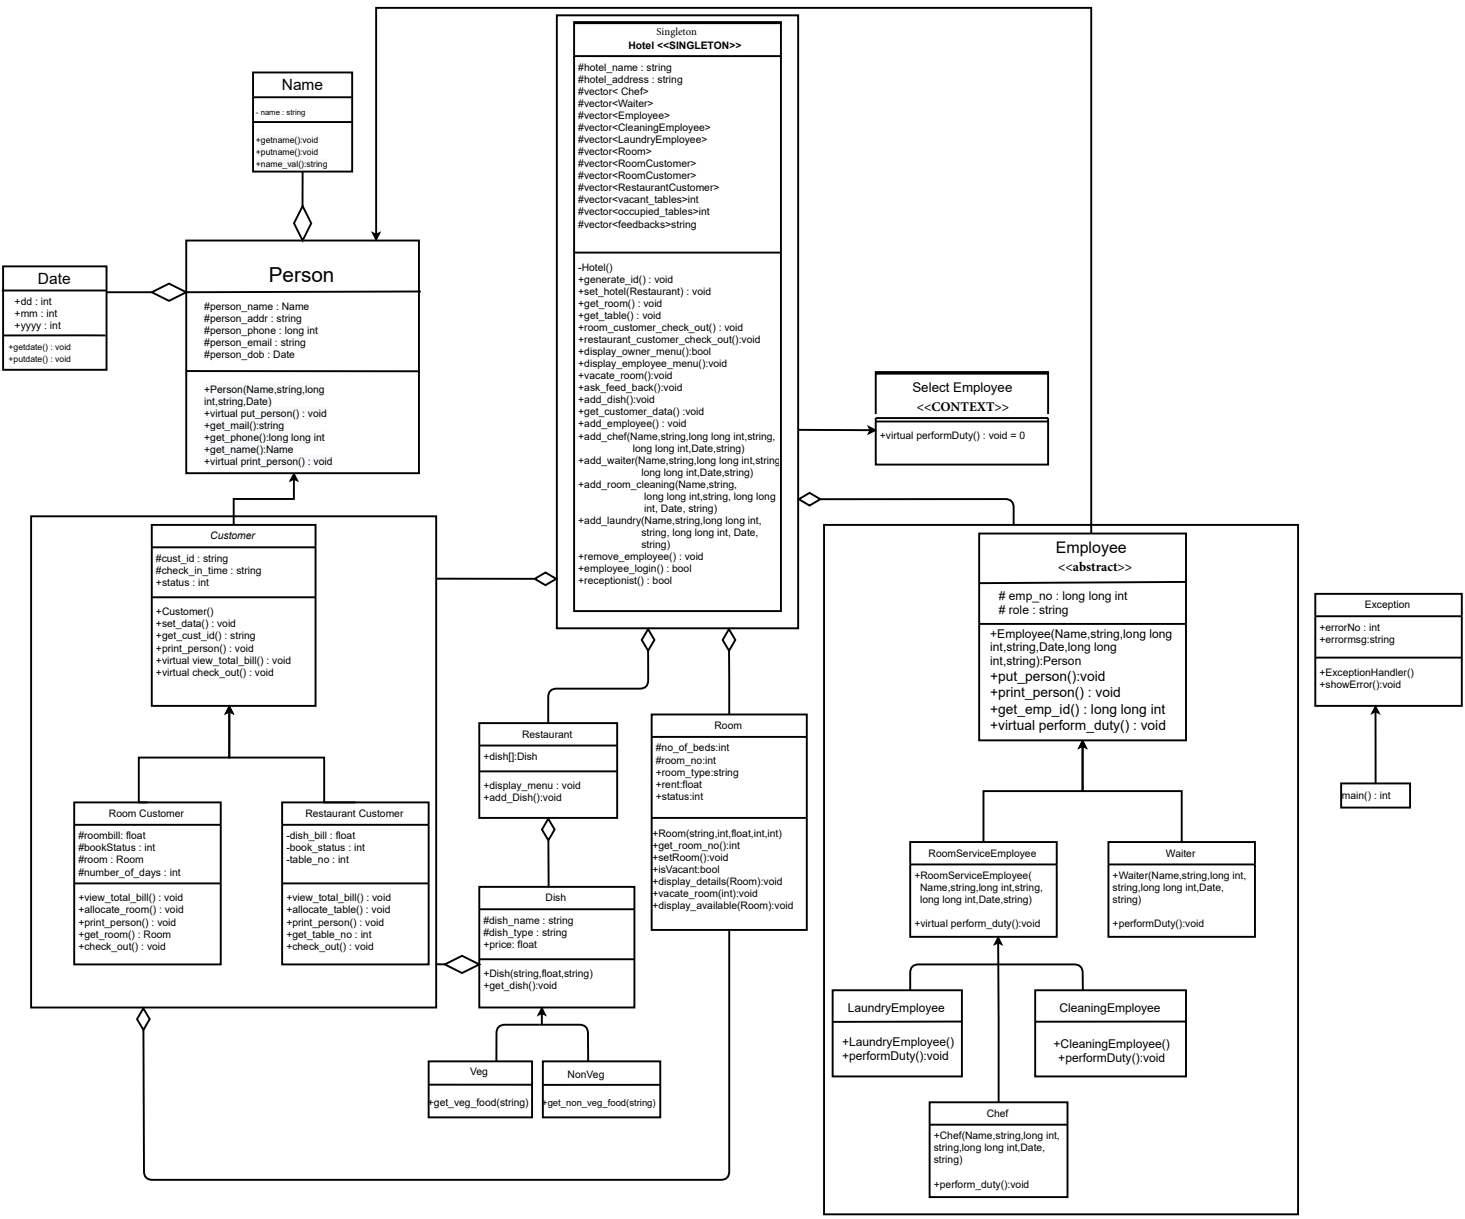 Singleton
Hotel <<SINGLETON>>
#hotel_name : string
#hotel_address : string
#vector< Chef>
#vector<Waiter>
#vector<Employee>
#vector<CleaningEmployee>
#vector<LaundryEmployee>
#vector<Room>
#vector<RoomCustomer>
#vector<RoomCustomer>
#vector<RestaurantCustomer>
#vector<vacant_tables>int
#vector<occupied_tables>int
#vector<feedbacks>string
-Hotel()
+generate_id() : void
+set_hotel(Restaurant) : void
+get_room() : void
+get_table() : void
+room_customer_check_out() : void
+restaurant_customer_check_out():void
+display_owner_menu():bool
+display_employee_menu():void
+vacate_room():void
+ask_feed_back():void
+add_dish():void
+get_customer_data() : void
+add_employee() : void
+add_chef(Name,string,long long int,string,
long long int,Date,string)
+add_waiter(Name,string,long long int,string
long long int,Date,string)
+add_room_cleaning(Name,string,
long long int,string, long long
int, Date, string)
+add_laundry(Name,string,long long int,
string, long long int, Date,
string)
+remove_employee() : void
+employee_login() : bool
+receptionist() : bool
Name
- name : string
+getname():void
+putname():void
+name_val():string
Date
+dd : int
+mm : int
+yyyy : int
+getdate() : void
+putdate() : void
Person
#person_name : Name
#person_addr : string
#person_phone : long int
#person_email : string
#person_dob : Date
+Person(Name,string,long
int,string,Date)
+virtual put_person() : void
+get_mail():string
+get_phone():long long int
+get_name():Name
+virtual print_person() : void
Select Employee
<<CONTEXT>>
+virtual performDuty() : void = 0
Customer
#cust_id : string
#check_in_time : string
+status : int
+Customer()
+set_data() : void
+get_cust_id() : string
+print_person() : void
+virtual view_total_bill() : void
+virtual check_out() : void
Room Customer
#roombill: float
#bookStatus : int
#room : Room
#number_of_days : int
+view_total_bill() : void
+allocate_room() : void
+print_person() : void
+get_room() : Room
+check_out() : void
Restaurant Customer
-dish_bill : float
-book_status : int
-table_no : int
+view_total_bill() : void
+allocate_table() : void
+print_person() : void
+get_table_no : int
+check_out() : void
Restaurant
+dish[]:Dish
+display_menu : void
+add_Dish():void
Dish
#dish_name : string
#dish_type : string
+price: float
+Dish(string,float,string)
+get_dish():void
Veg
+get_veg_food(string)
NonVeg
+get_non_veg_food(string)
Room
#no_of_beds:int
#room_no:int
+room_type:string
+rent:float
+status:int
+Room(string,int,float,int,int)
+get_room_no():int
+setRoom():void
+isVacant:bool
+display_details(Room):void
+vacate_room(int):void
+display_available(Room):void
Employee
<<abstract>>
# emp_no : long long int
# role : string
+Employee(Name,string,long long
int,string,Date,long long
int,string):Person
+put_person():void
+print_person() : void
+get_emp_id() : long long int
+virtual perform_duty() : void
RoomServiceEmployee
+RoomServiceEmployee(
Name,string,long int,string,
long long int,Date,string)
+virtual perform_duty():void
Waiter
+Waiter(Name,string,long int,
string,long long int,Date,
string)
+performDuty():void
LaundryEmployee
+LaundryEmployee()
+performDuty():void
CleaningEmployee
+CleaningEmployee()
+performDuty():void
Chef
+Chef(Name,string,long int,
string,long long int,Date,
string)
+perform_duty():void
Exception
+errorNo : int
+errormsg:string
+ExceptionHandler()
+showError():void
main() : int